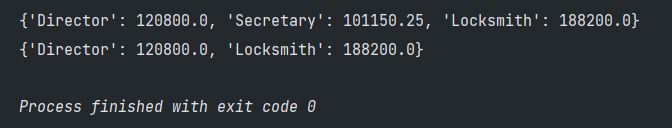 {'Director': 120800.0, 'Secretary': 101150.25, 'Locksmith': 188200.0}
{'Director': 120800.0, 'Locksmith': 188200.0}
Process finished with exit code 0